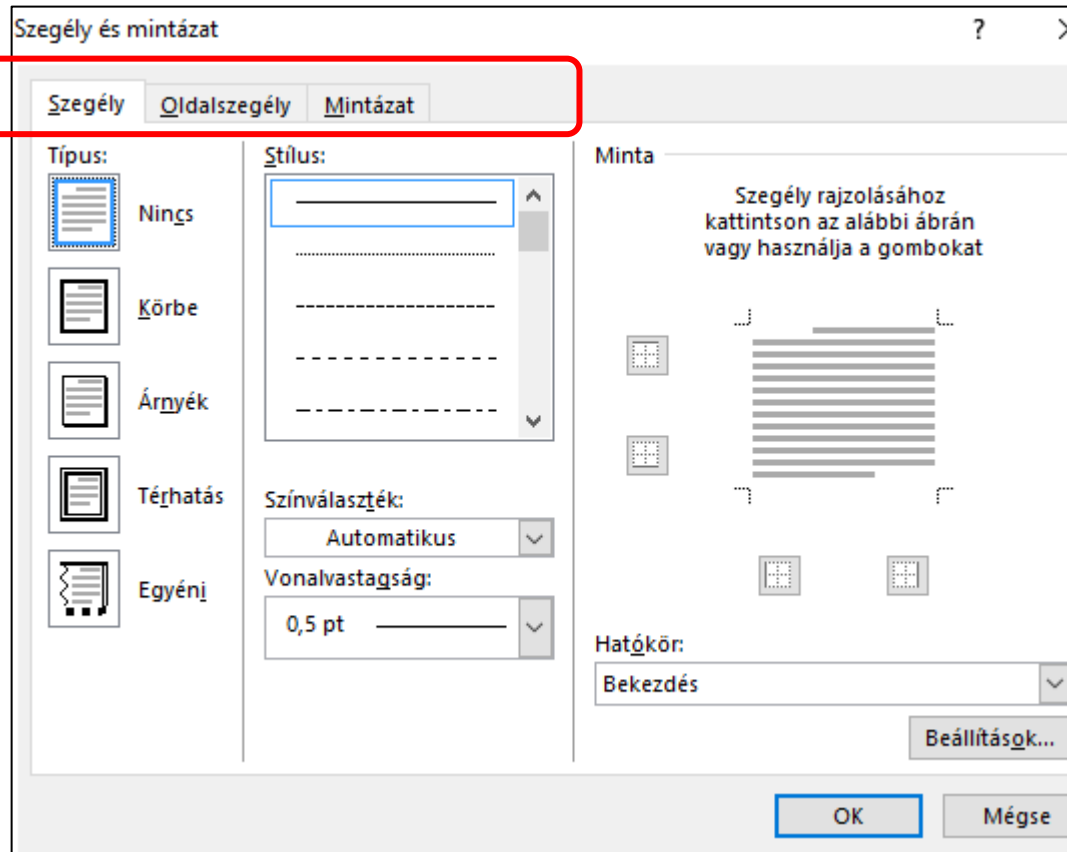 Szegély és mintázat
?
Szegély Oldalszegély Mintázat
Típus:
Nincs
Körbe
Árnyék
Térhatás
Egyéni
Stílus:
Színválaszték:
Automatikus
Vonalvastagság:
0,5 pt
Minta
Szegély rajzolásához
kattintson az alábbi ábrán
vagy használja a gombokat
Hatókör:
Bekezdés
Beállítások...
OK Mégse